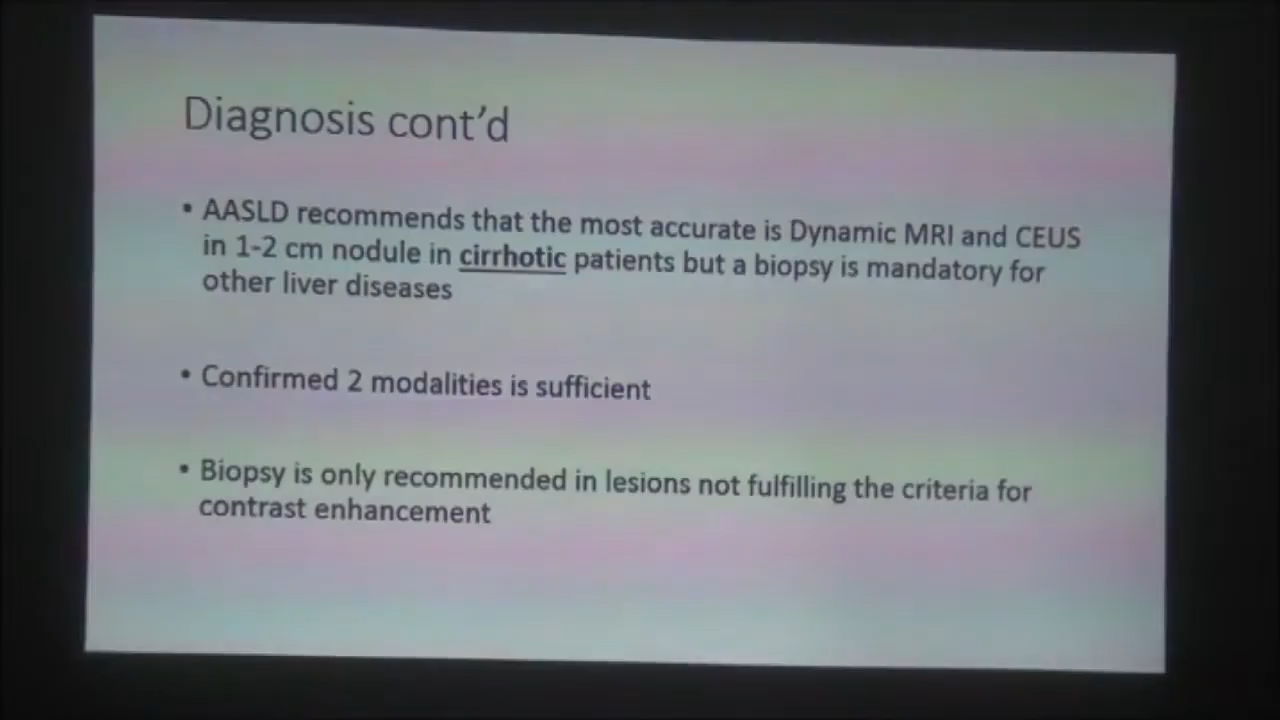 Diagnosis cont'd
• AASLD recommends that the most accurate is Dynamic MRI and CEUS
in 1-2 cm nodule in cirrhotic patients but a biopsy is mandatory for
other liver diseases
• Confirmed 2 modalities is sufficient
• Biopsy is only recommended in lesions not fulfilling the criteria for
contrast enhancement